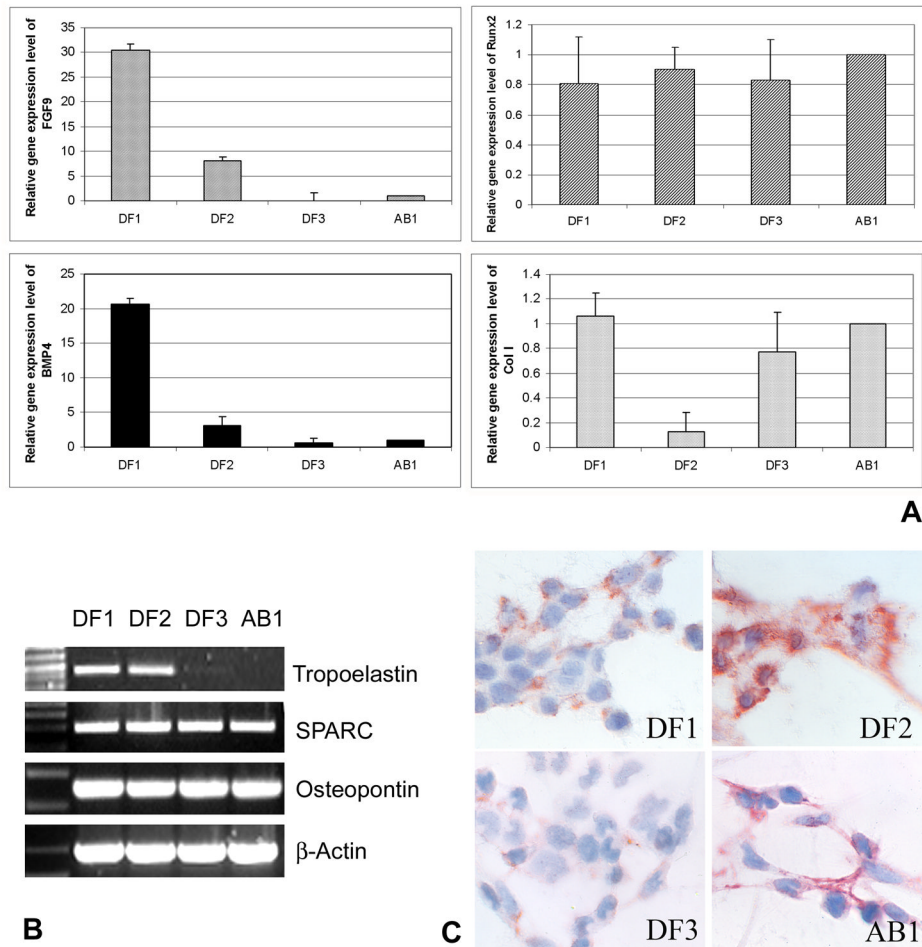 Relative gene expression level of
FGF9
35
30
25
20
15
10
5
0
DF1 DF2 DF3 AB1
Relative gene expression level of Runx2
1.2
1
0.8
0.6
0.4
0.2
0
DF1 DF2 DF3 AB1
Relative gene expression level of
BMP4
25
20
15
10
5
0
DF1 DF2 DF3 AB1
Relative gene expression level of
Col I
1.4
1.2
1
0.8
0.6
0.4
0.2
0
DF1 DF2 DF3 AB1
A
DF1 DF2 DF3 AB1
Tropoelastin
SPARC
Osteopontin
β-Actin
B
DF1
DF2
DF3
AB1
C